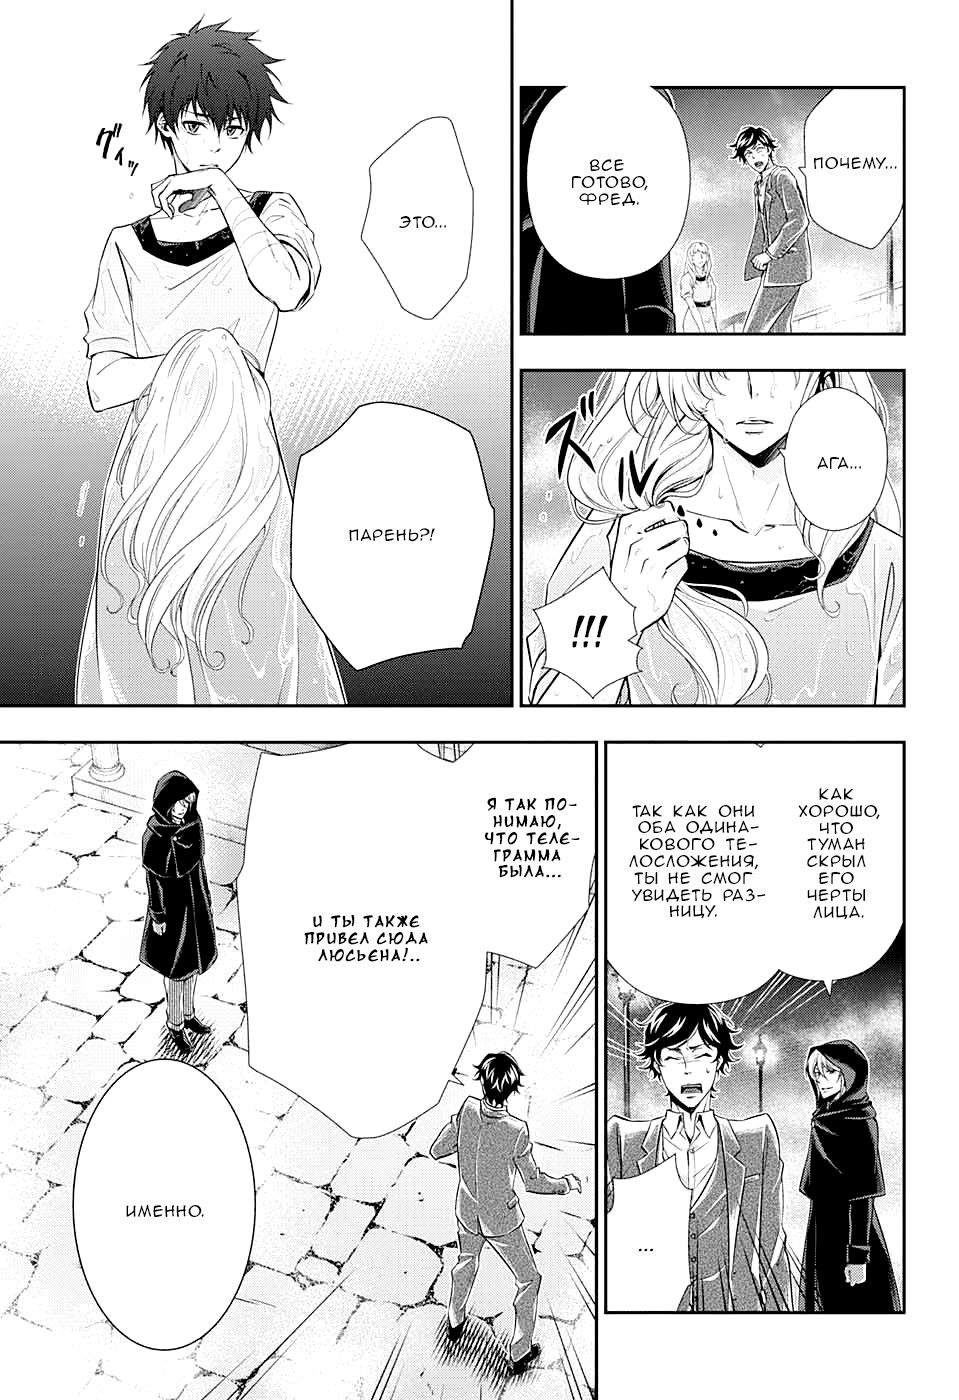 ПОЧЕМУ...
ВСЕ
ГОТОВО,
ФРЕД.
АГА...
ズル
!!!
グイッ
ЭТО...
ПАРЕНЬ?!
КАК
ХОРОШО,
ЧТО
ТУМАН
СКРЫЛ
ЕГО
ЧЕРТЫ
ЛИЦА.
ТАК КАК ОНИ
ОБА ОДИНА-
КОВОГО ТЕ-
ЛОСЛОЖЕНИЯ,
ТЫ НЕ СМОГ
УВИДЕТЬ РАЗ-
НИЦУ.
...
Я ТАК ПО-
НИМАЮ,
ЧТО ТЕЛЕ-
ГРАММА
БЫЛА...
И ТЫ ТАКЖЕ
ПРИВЕЛ СЮДА
ЛЮСЬЕНА!..
ИМЕННО.